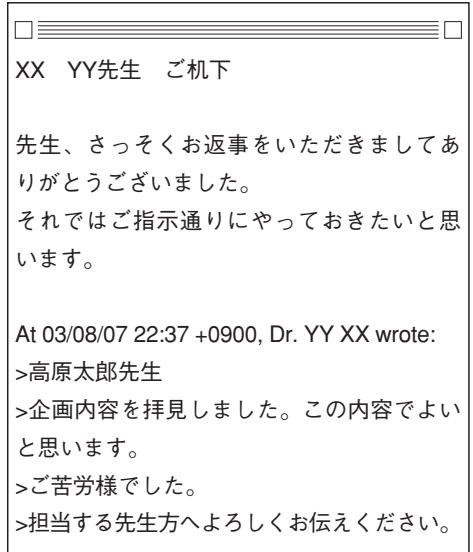 XX　YY先生　ご机下
先生、さっそくお返事をいただきましてあ
りがとうございました。
それではご指示通りにやっておきたいと思
います。
At 03/08/07 22:37 +0900, Dr. YY XX wrote:
>高原太郎先生
>企画内容を拝見しました。この内容でよい
と思います。
>ご苦労様でした。
>担当する先生方へよろしくお伝えください。